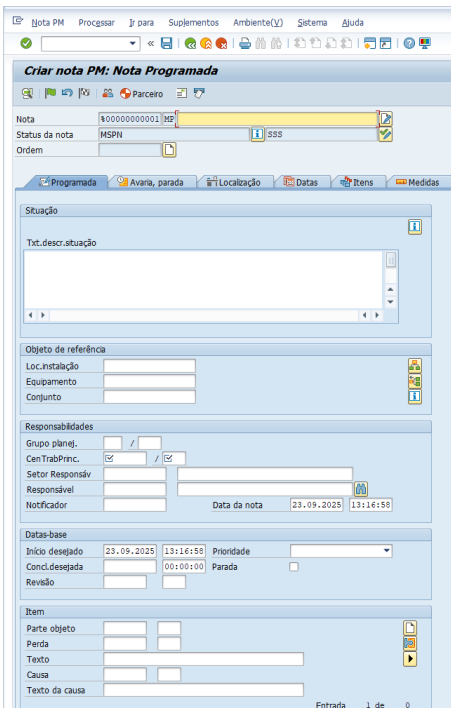 Nota PM Processar Ir para Suplementos Ambiente(V) Sistema Ajuda
Criar nota PM: Nota Programada
Parceiro
Nota %00000000001 MP
Status da nota MSPN SSS
Ordem
Programada Avaria, parada Localização Datas Itens Medidas
Situação
Txt.descr.situação
Objeto de referência
Loc.instalação
Equipamento
Conjunto
Responsabilidades
Grupo planej. /
CenTrabPrinc. /
Setor Responsáv
Responsável
Notificador Data da nota 23.09.2025 13:16:58
Datas-base
Início desejado 23.09.2025 13:16:58 Prioridade
Concl.desejada 00:00:00 Parada
Revisão
Item
Parte objeto
Perda
Texto
Causa
Texto da causa
Entrada 1 de 0